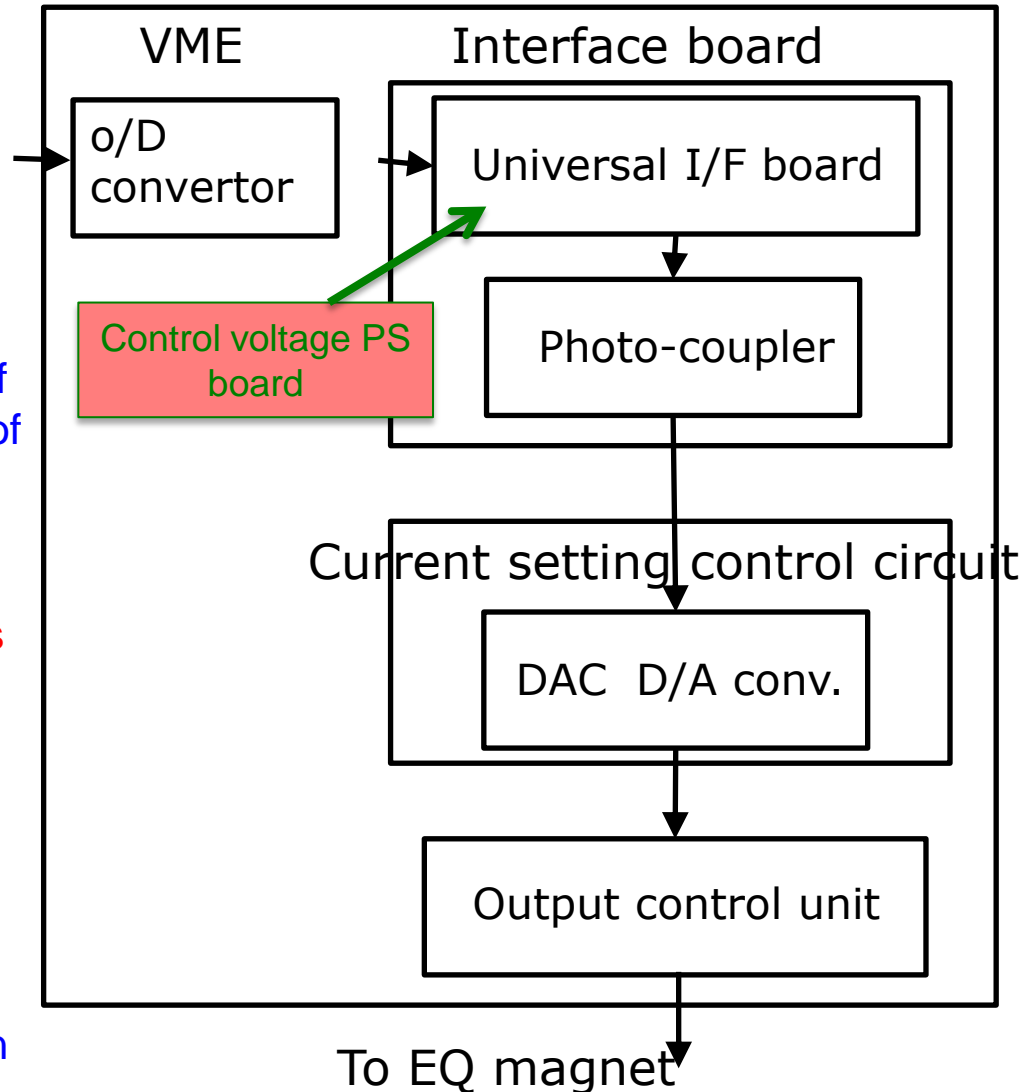 VME
Interface board
o/D
convertor
Universal I/F board
Control voltage PS
board
Photo-coupler
of
Current setting control circuit
DAC  D/A conv.
Output control unit
To EQ magnet